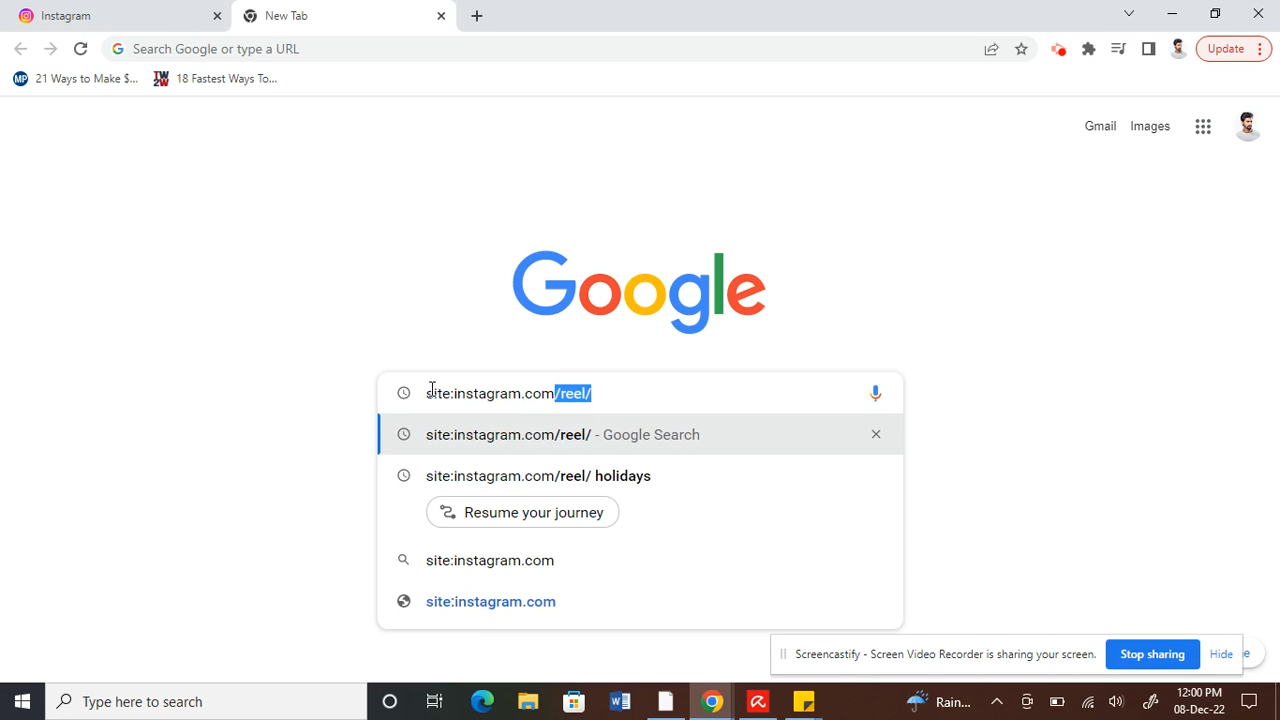 Instagram
New Tab
Search Google or type a URL
Update
MP 21 Ways to Make $...
TW 2W 18 Fastest Ways To...
Gmail Images
Google
site:instagram.com/reel/
site:instagram.com/reel/ - Google Search
site:instagram.com/reel/ holidays
Resume your journey
site:instagram.com
site:instagram.com
Screencastify - Screen Video Recorder is sharing your screen. Stop sharing Hide
Type here to search
Rain...
12:00 PM
08-Dec-22